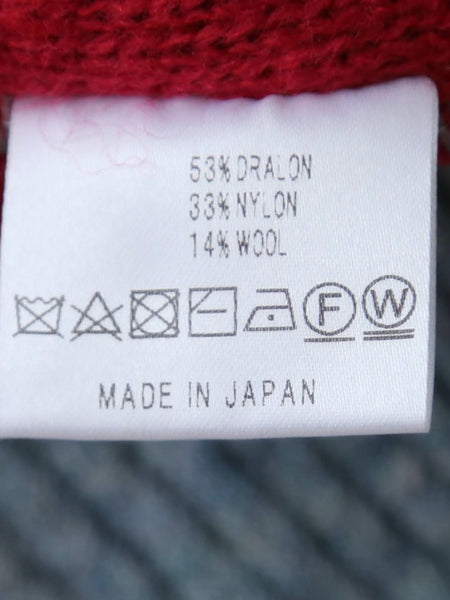 53% DRALON
33% NYLON
14% WOOL
F W
MADE IN JAPAN